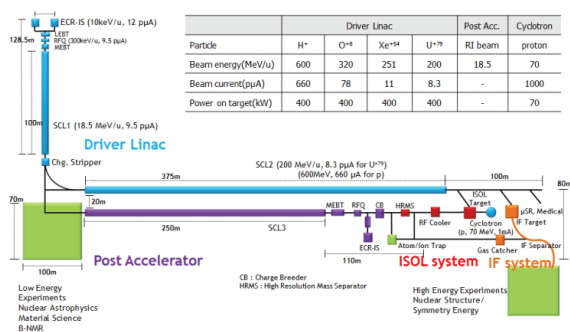 ECR-IS (10keV/u, 12 pμA)
LEBT
RFQ (300keV/u, 9.5 pμA)
MEBT
128.5m
100m
SCL1 (18.5 MeV/u, 9.5 pμA)
Driver Linac
Chg. Stripper
Driver Linac Post Acc. Cyclotron
Particle H+ O+8 Xe+54 U+79 RI beam proton
Beam energy(MeV/u) 600 320 251 200 18.5 70
Beam current(pμA) 660 78 11 8.3 - 1000
Power on target(kW) 400 400 400 400 - 70
375m
SCL2 (200 MeV/u, 8.3 pμA for U+79)
(600MeV, 660 μA for p)
100m
80m
70m
20m
250m
SCL3
MEBT RFQ CB HRMS
RF Cooler
ISOL
Target
Cyclotron
(p, 70 MeV, 1mA)
μSR, Medical
IF Target
ECR-IS
Atom/Ion Trap
Gas Catcher
IF Separator
110m
100m
Post Accelerator
ISOL system
IF system
CB : Charge Breeder
HRMS : High Resolution Mass Separator
Low Energy
Experiments
Nuclear Astrophysics
Material Science
β-NMR
High Energy Experiments
Nuclear Structure/
Symmetry Energy